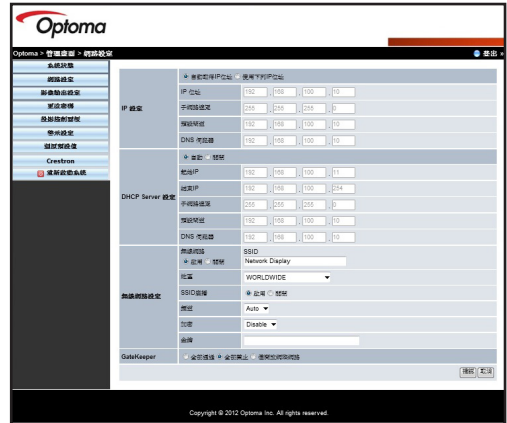 Optoma
Optoma > 管理畫面 > 網路設定
登出 »
系統狀態
網路設定
影像輸出設定
更改密碼
投影機控制面板
警示設定
還原預設值
Crestron
重新啟動系統
IP 設定
自動取得IP位址 使用下列IP位址
IP 位址 192 . 168 . 100 . 10
子網路遮罩 255 . 255 . 255 . 0
預設閘道 192 . 168 . 100 . 10
DNS 伺服器 192 . 168 . 100 . 10
DHCP Server 設定
自動 關閉
起始IP 192 . 168 . 100 . 11
結束IP 192 . 168 . 100 . 254
子網路遮罩 255 . 255 . 255 . 0
預設閘道 192 . 168 . 100 . 10
DNS 伺服器 192 . 168 . 100 . 10
無線網路設定
無線網路 SSID
啟用 關閉 Network Display
地區 WORLDWIDE
SSID廣播 啟用 關閉
頻道 Auto
加密 Disable
金鑰
GateKeeper 全部通過 全部禁止 僅開放網際網路
確認 取消
Copyright © 2012 Optoma Inc. All rights reserved.